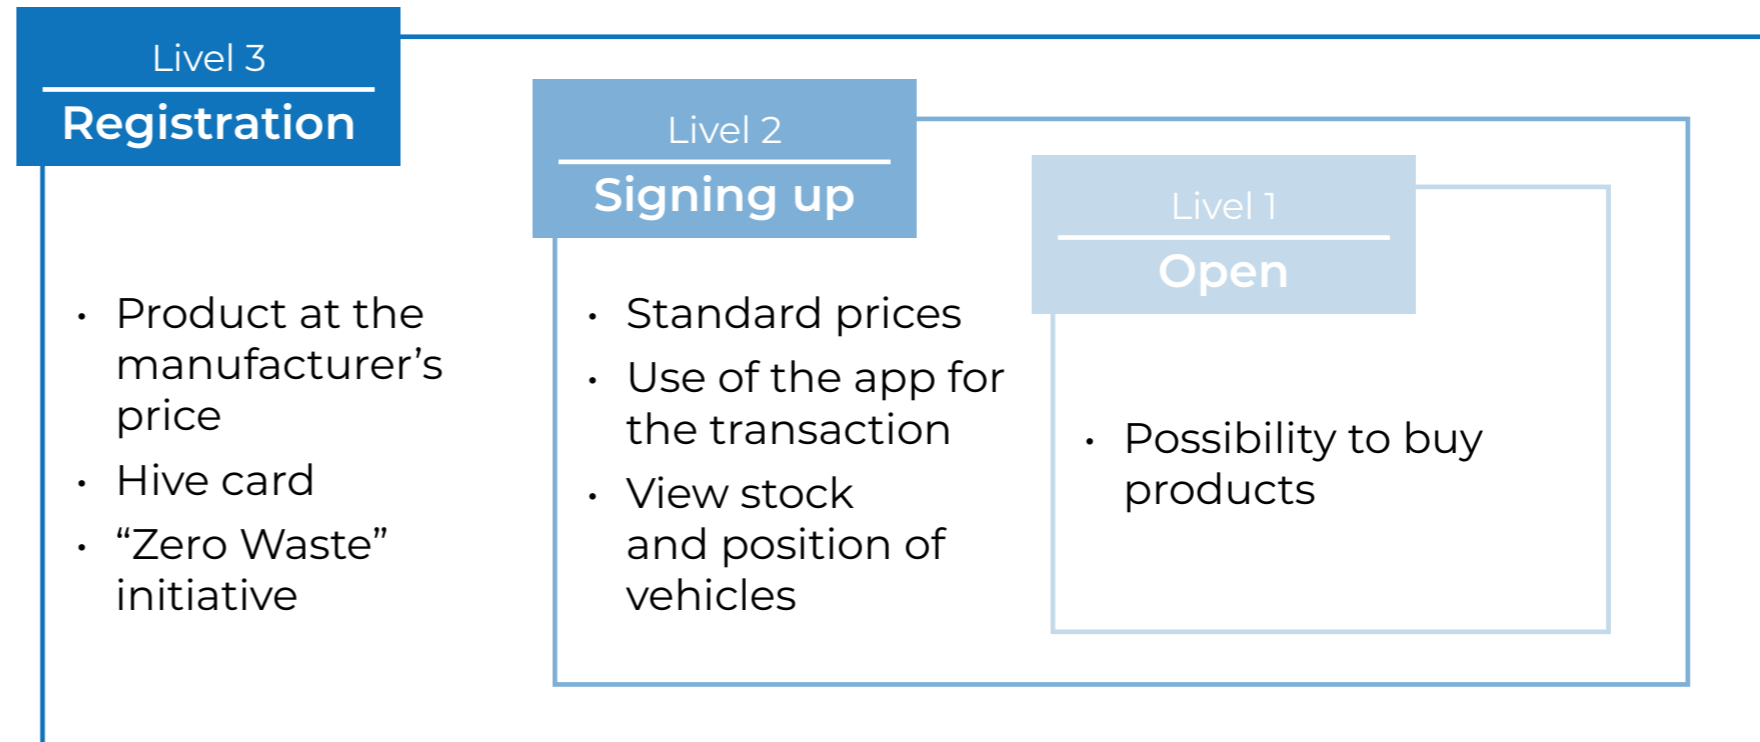 Livel 3
Registration
• Product at the
manufacturer’s
price
• Hive card
• “Zero Waste”
initiative
Livel 2
Signing up
• Standard prices
• Use of the app for
the transaction
• View stock
and position of
vehicles
Livel 1
Open
• Possibility to buy
products